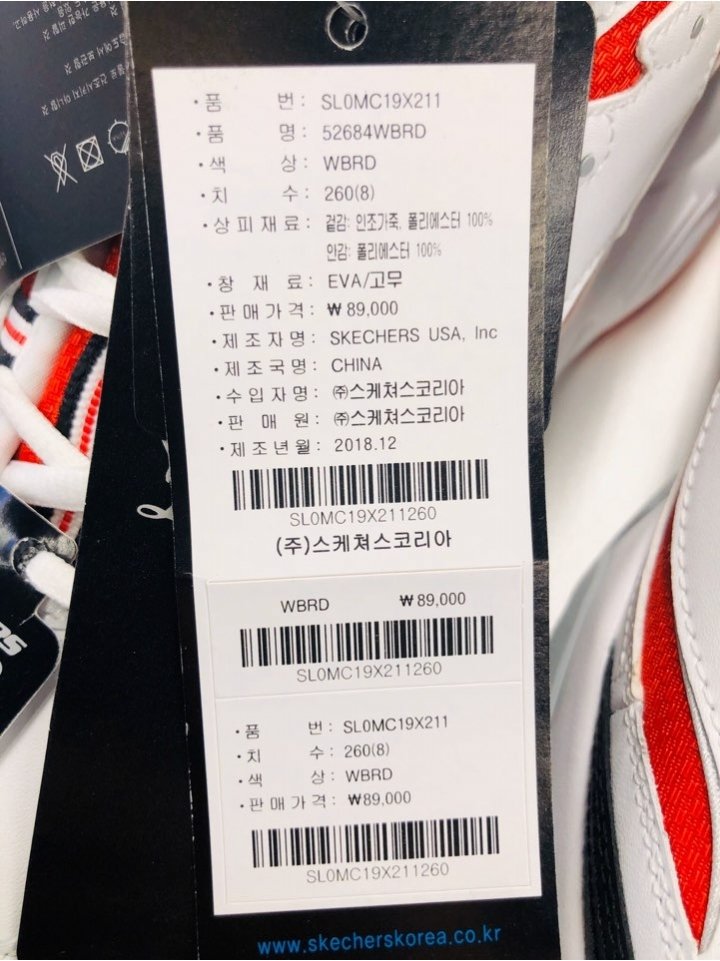 · 품 번 : SL0MC19X211
· 품 명 : 52684WBRD
· 색 상 : WBRD
· 치 수 : 260(8)
· 상 피 재 료 : 겉감: 인조가죽, 폴리에스터 100%
안감: 폴리에스터 100%
· 창 재 료 : EVA/고무
· 판 매 가 격 : ₩ 89,000
· 제 조 자 명 : SKECHERS USA, Inc
· 제 조 국 명 : CHINA
· 수 입 자 명 : ㈜스케쳐스코리아
· 판 매 원 : ㈜스케쳐스코리아
· 제 조 년 월 : 2018.12
SL0MC19X211260
(주)스케쳐스코리아
WBRD ₩ 89,000
SL0MC19X211260
· 품 번 : SL0MC19X211
· 치 수 : 260(8)
· 색 상 : WBRD
· 판 매 가 격 : ₩89,000
SL0MC19X211260
www.skecherskorea.co.kr